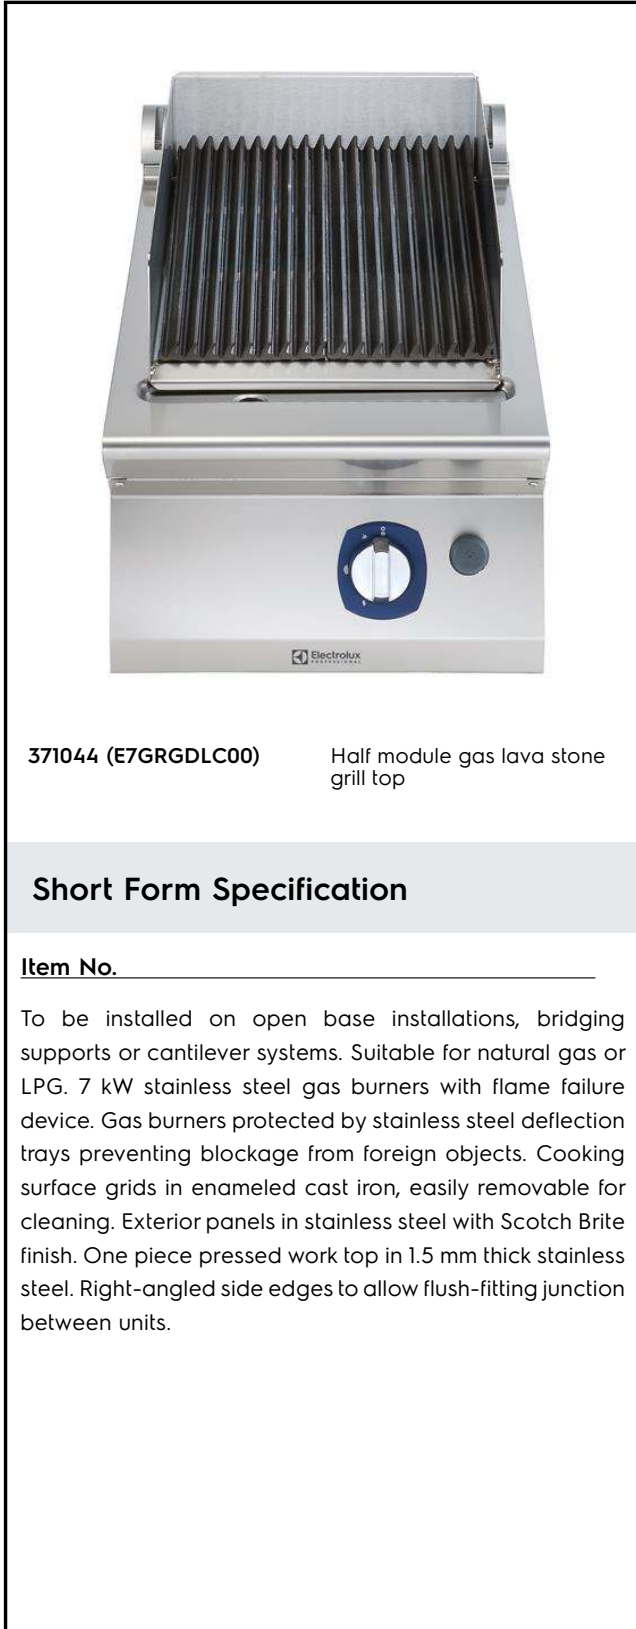 Electrolux
PROFESSIONAL
371044 (E7GRGDLC00)
Half module gas lava stone
grill top
Short Form Specification
Item No.
To be installed on open base installations, bridging
supports or cantilever systems. Suitable for natural gas or
LPG. 7 kW stainless steel gas burners with flame failure
device. Gas burners protected by stainless steel deflection
trays preventing blockage from foreign objects. Cooking
surface grids in enameled cast iron, easily removable for
cleaning. Exterior panels in stainless steel with Scotch Brite
finish. One piece pressed work top in 1.5 mm thick stainless
steel. Right-angled side edges to allow flush-fitting junction
between units.